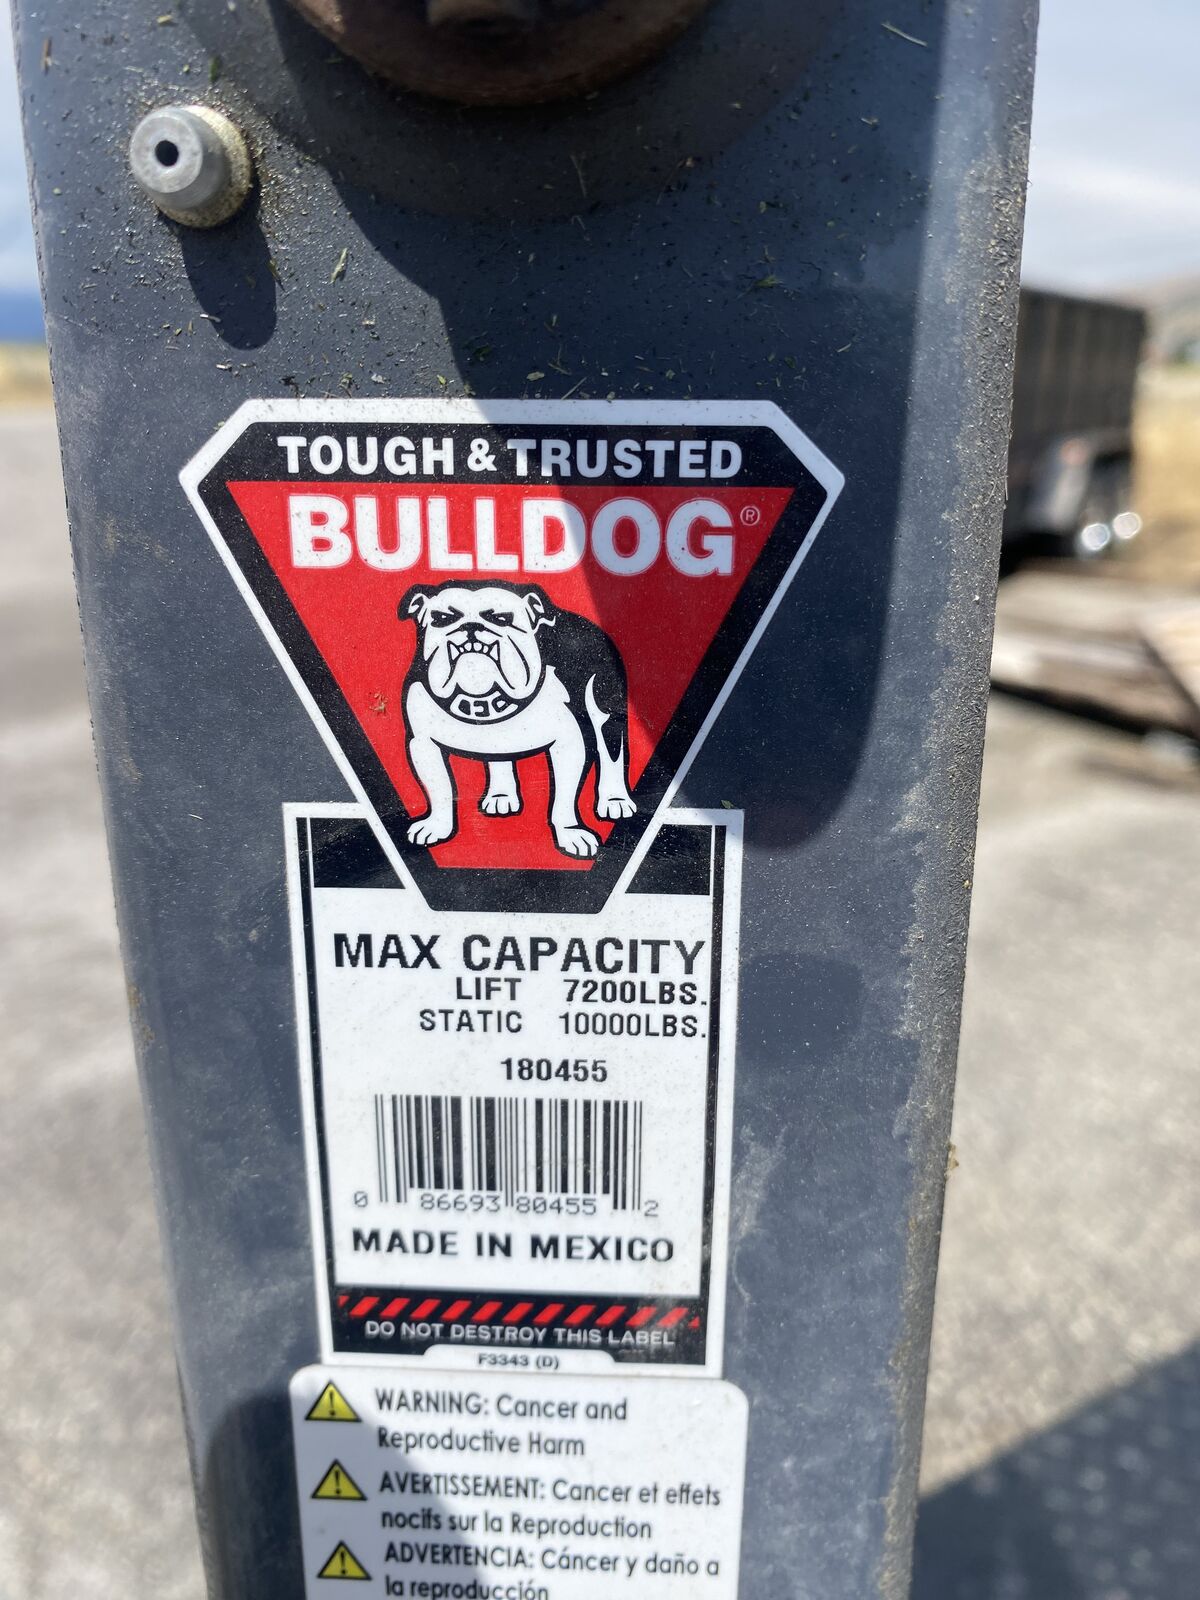 TOUGH & TRUSTED
BULLDOG®
MAX CAPACITY
LIFT 7200LBS.
STATIC 10000LBS.
180455
0 86693 80455 2
MADE IN MEXICO
DO NOT DESTROY THIS LABEL
F3343 (D)
WARNING: Cancer and
Reproductive Harm
AVERTISSEMENT: Cancer et effets
nocifs sur la Reproduction
ADVERTENCIA: Cáncer y daño a
la reproducción